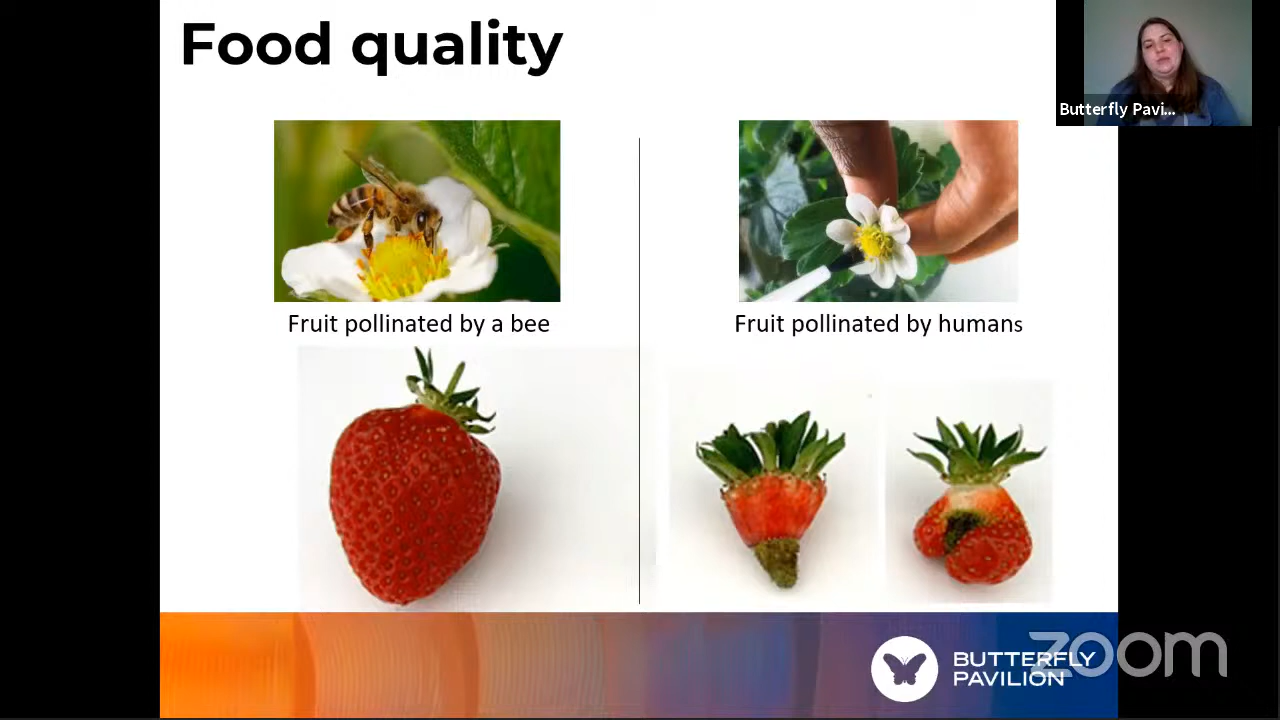 Food quality
Butterfly Pavi...
Fruit pollinated by a bee
Fruit pollinated by humans
BUTTERFLY
PAVILION
zoom